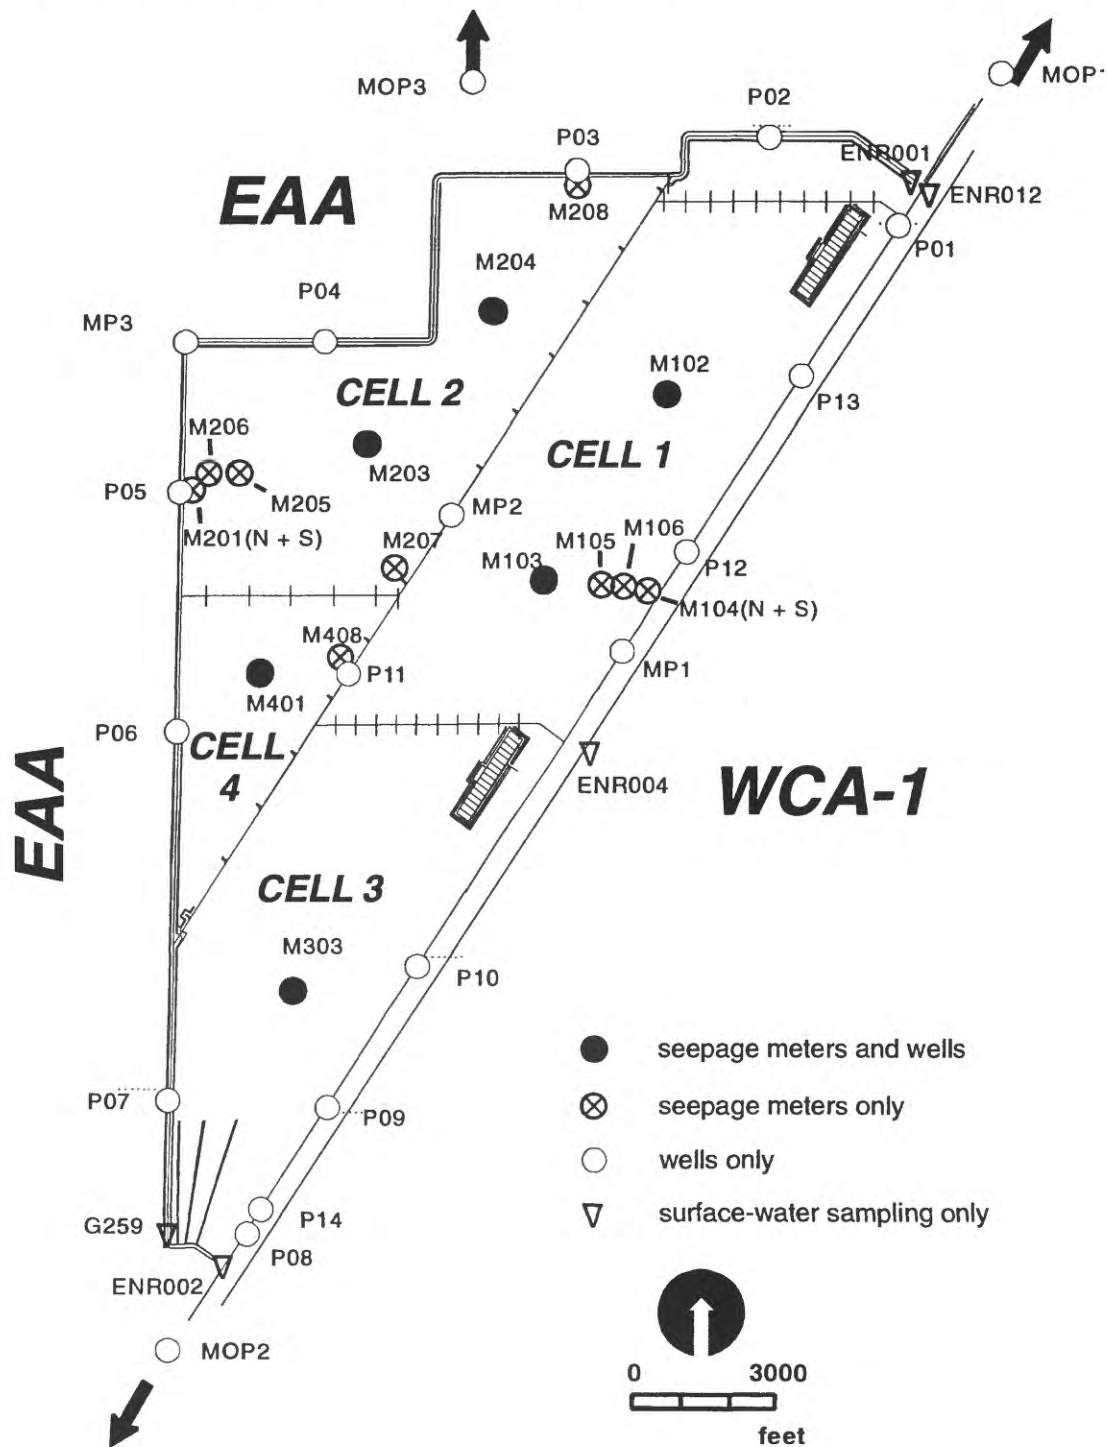 MOP3
MOP1
P02
P03
ENR001
EAA
M208
ENR012
P01
M204
P04
MP3
M102
P13
CELL 2
M206
CELL 1
M203
P05
M205
MP2
M201(N + S)
M207
M105
M106
M103
P12
M104(N + S)
M408
P11
MP1
M401
P06
CELL
4
ENR004
WCA-1
EAA
CELL 3
M303
P10
seepage meters and wells
P07
seepage meters only
P09
wells only
G259
P14
surface-water sampling only
P08
ENR002
MOP2
0 3000
feet